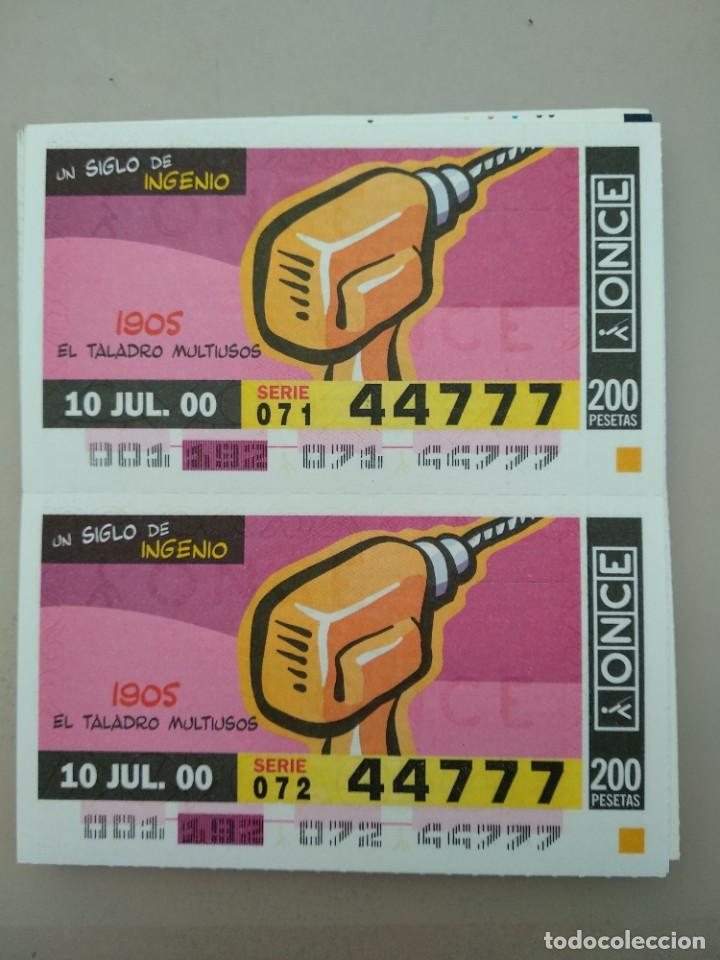 UN SIGLO DE
INGENIO
1905
EL TALADRO MULTIUSOS
ONCE
200
PESETAS
10 JUL. 00
SERIE
071
44777
001 192 071 44777
UN SIGLO DE
INGENIO
1905
EL TALADRO MULTIUSOS
ONCE
200
PESETAS
10 JUL. 00
SERIE
072
44777
001 192 072 44777
todocoleccion